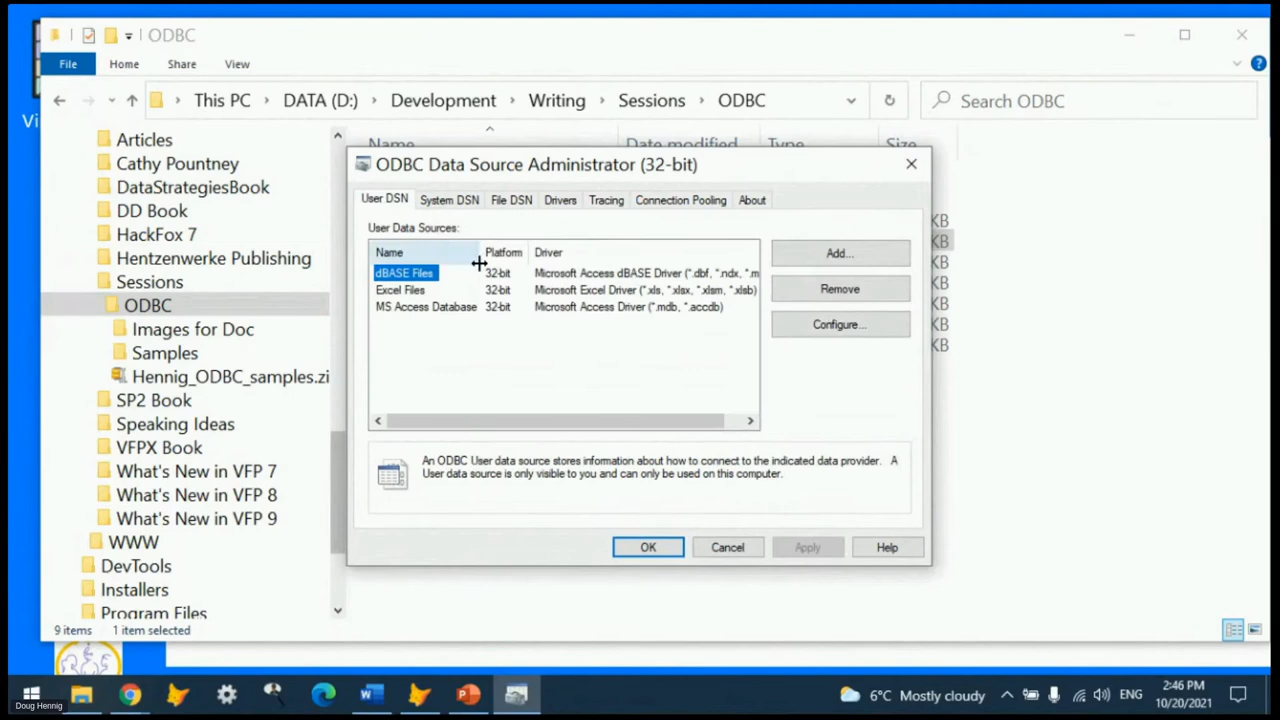 ODBC
File Home Share View
This PC DATA (D:) Development Writing Sessions ODBC
Search ODBC
Name Date modified Type Size
Articles
Cathy Pountney
DataStrategiesBook
DD Book
HackFox 7
Hentzenwerke Publishing
Sessions
ODBC
Images for Doc
Samples
Hennig_ODBC_samples.zi
SP2 Book
Speaking Ideas
VFPX Book
What's New in VFP 7
What's New in VFP 8
What's New in VFP 9
WWW
DevTools
Installers
Program Files
KB
KB
KB
KB
KB
KB
KB
ODBC Data Source Administrator (32-bit)
User DSN System DSN File DSN Drivers Tracing Connection Pooling About
User Data Sources:
Name Platform Driver
dBASE Files 32-bit Microsoft Access dBASE Driver (*.dbf, *.ndx, *.m
Excel Files 32-bit Microsoft Excel Driver (*.xls, *.xlsx, *.xlsm, *.xlsb)
MS Access Database 32-bit Microsoft Access Driver (*.mdb, *.accdb)
Add...
Remove
Configure...
An ODBC User data source stores information about how to connect to the indicated data provider. A
User data source is only visible to you and can only be used on this computer.
OK Cancel Apply Help
9 items 1 item selected
Vi
Doug Hennig
6°C Mostly cloudy
ENG
2:46 PM
10/20/2021